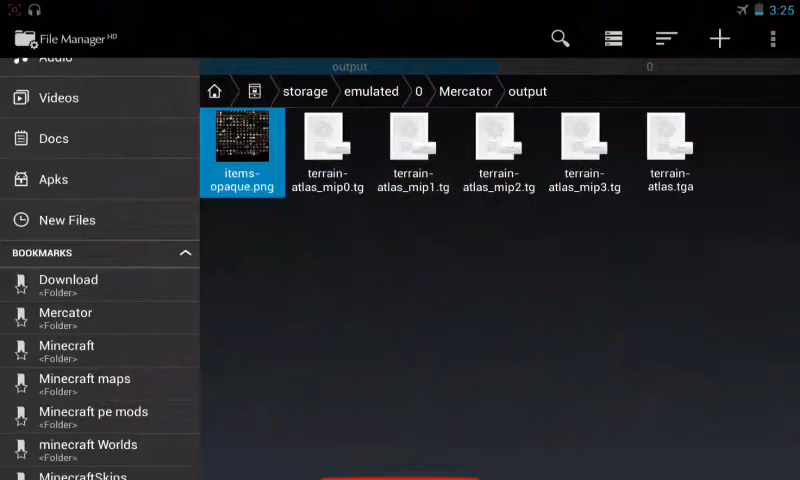 3:25
File Manager HD
output
0
storage
emulated
0
Mercator
output
Audio
Videos
Docs
Apks
New Files
BOOKMARKS
Download
<Folder>
Mercator
<Folder>
Minecraft
<Folder>
Minecraft maps
<Folder>
Minecraft pe mods
<Folder>
minecraft Worlds
<Folder>
MinecraftSkins
items-
opaque.png
terrain-
atlas_mip0.tg
terrain-
atlas_mip1.tg
terrain-
atlas_mip2.tg
terrain-
atlas_mip3.tg
terrain-
atlas.tga